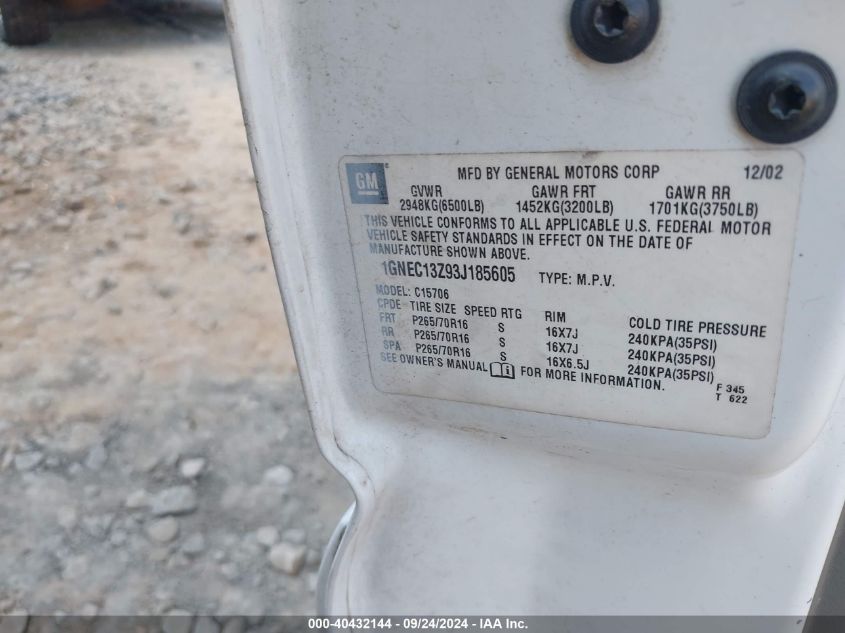 GM
MFD BY GENERAL MOTORS CORP 12/02
GVWR GAWR FRT GAWR RR
2948KG(6500LB) 1452KG(3200LB) 1701KG(3750LB)
THIS VEHICLE CONFORMS TO ALL APPLICABLE U.S. FEDERAL MOTOR
VEHICLE SAFETY STANDARDS IN EFFECT ON THE DATE OF
MANUFACTURE SHOWN ABOVE.
1GNEC13Z93J185605 TYPE: M.P.V.
MODEL: C15706
CPDE TIRE SIZE SPEED RTG RIM COLD TIRE PRESSURE
FRT P265/70R16 S 16X7J 240KPA(35PSI)
RR P265/70R16 S 16X7J 240KPA(35PSI)
SPA P265/70R16 S 16X6.5J 240KPA(35PSI)
SEE OWNER'S MANUAL FOR MORE INFORMATION.
F 345
T 622
000-40432144 - 09/24/2024 - IAA Inc.